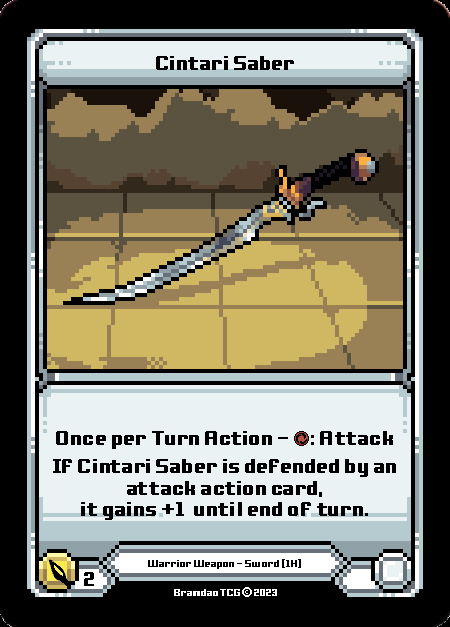 Cintari Saber
Once per Turn Action - : Attack
If Cintari Saber is defended by an
attack action card,
it gains +1 until end of turn.
2
Warrior Weapon - Sword [1H]
Brandao TCG © 2023